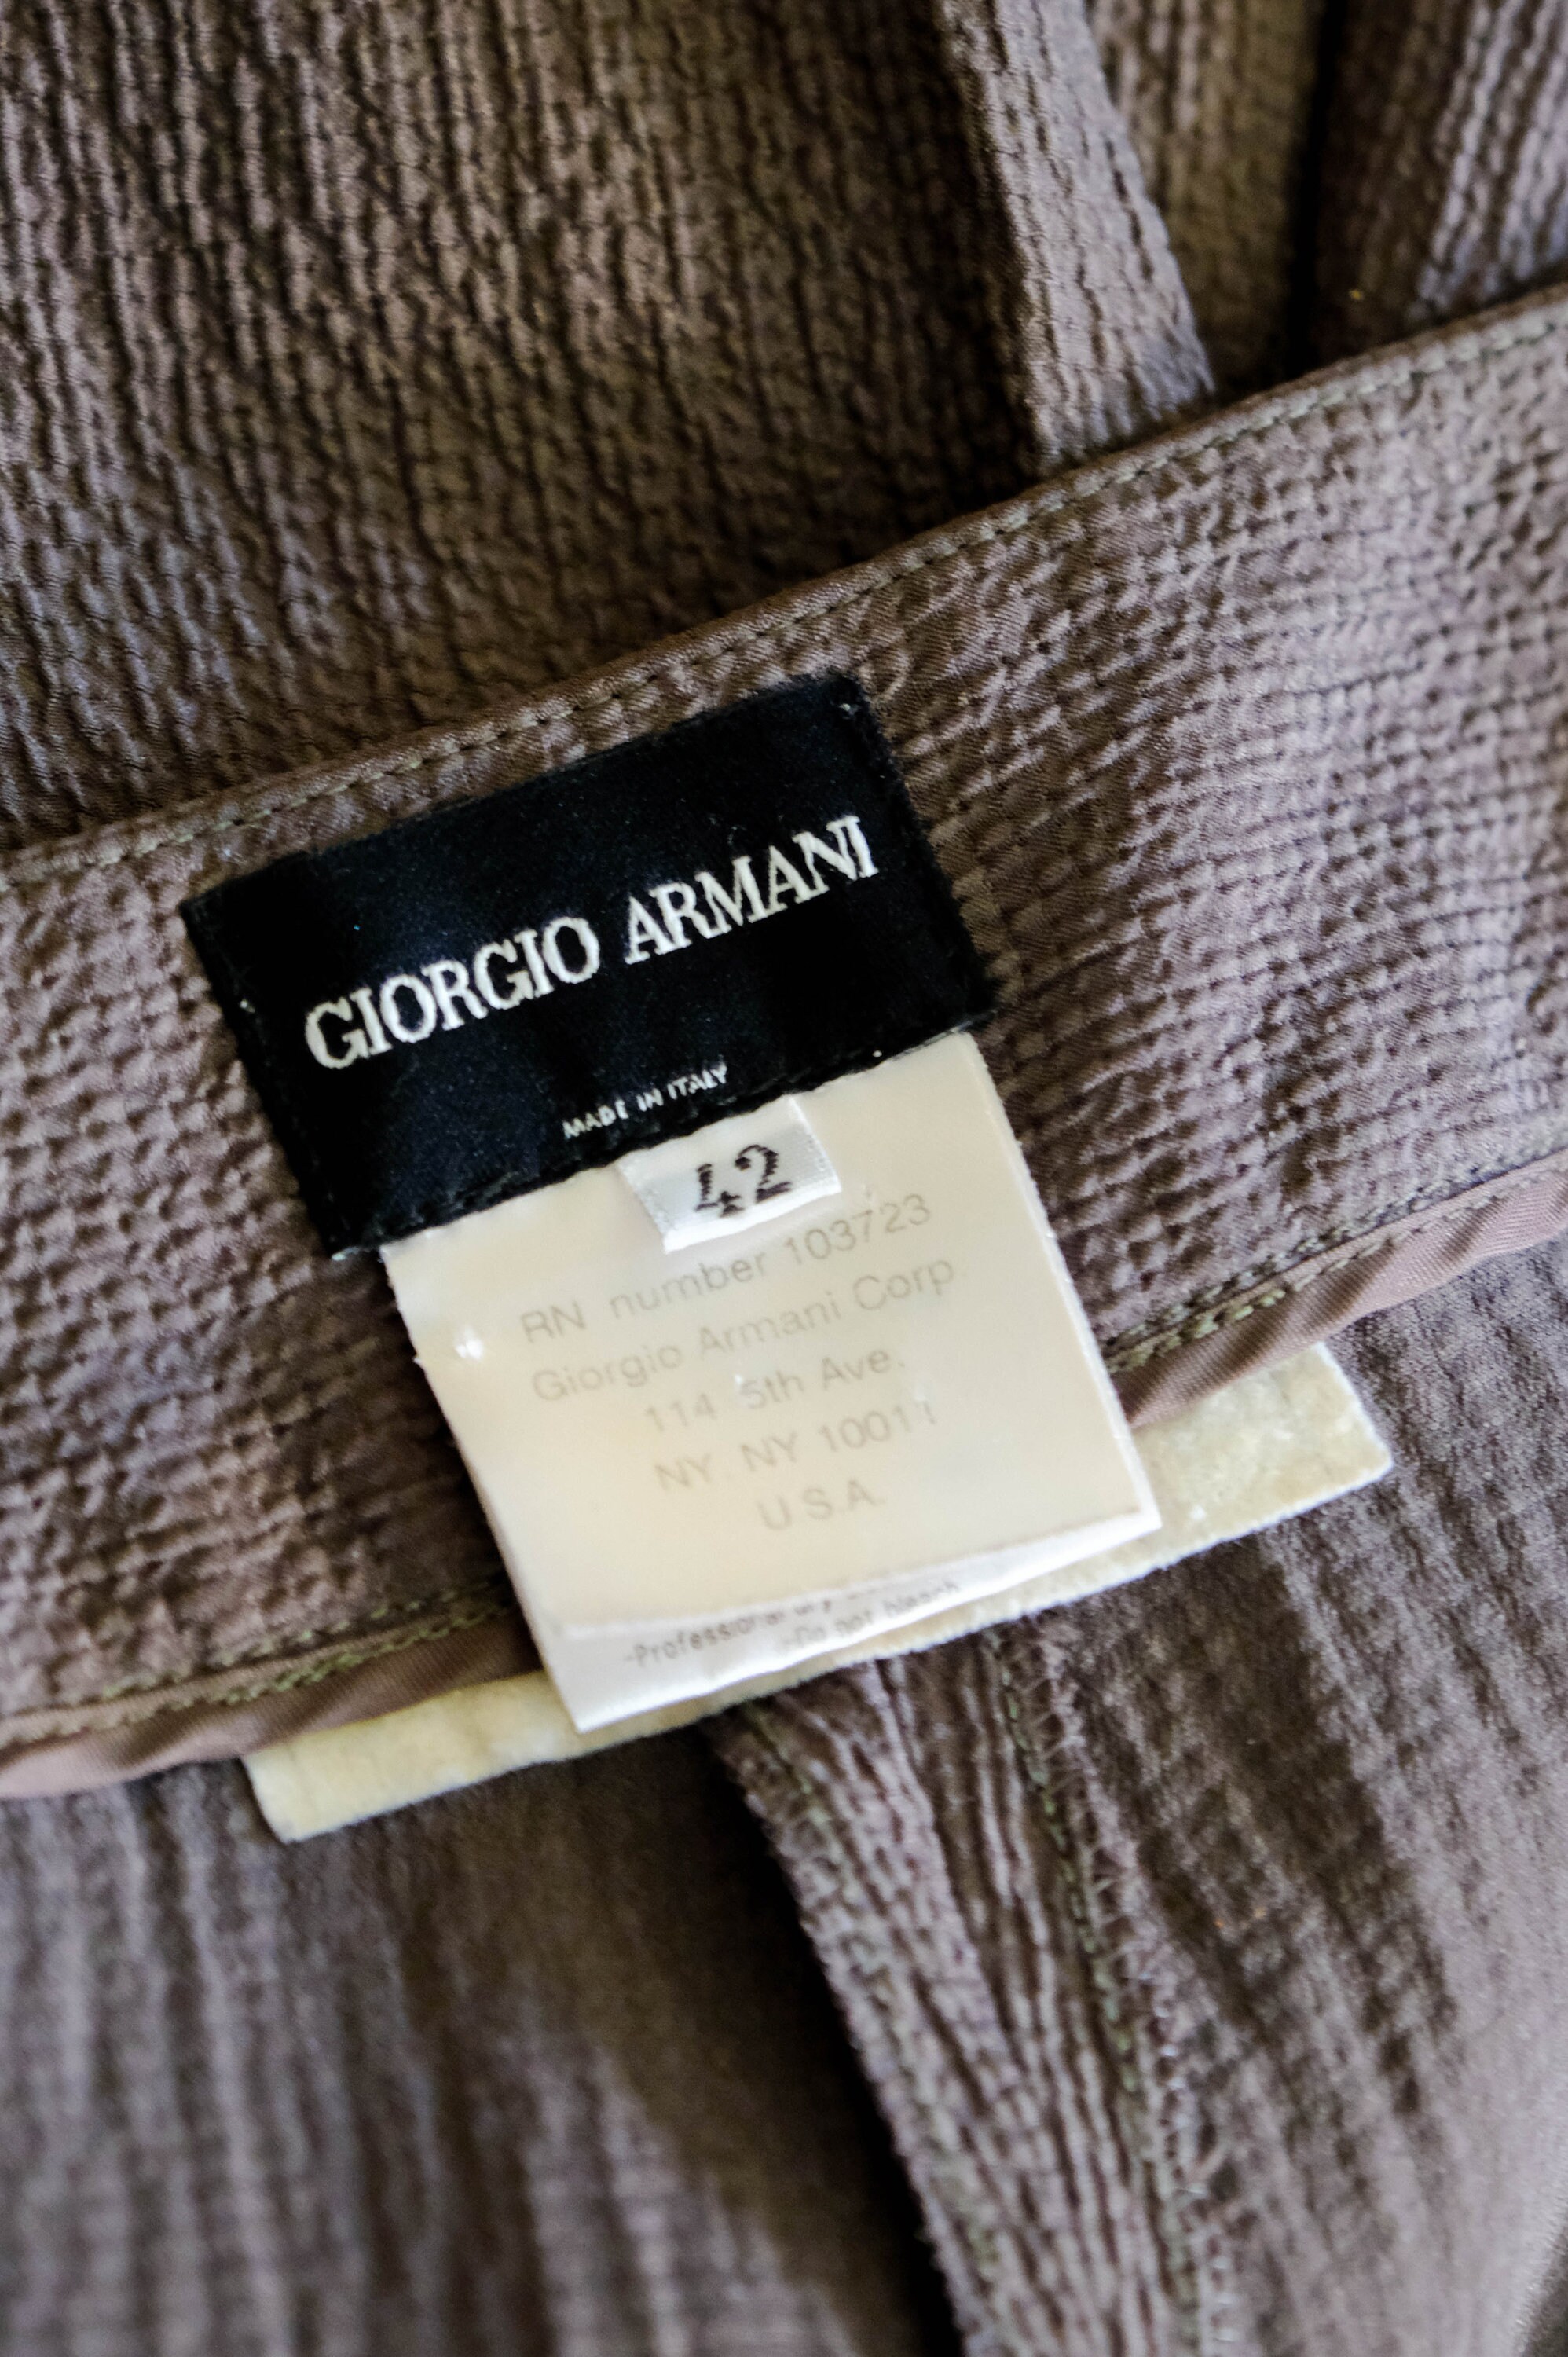 GIORGIO ARMANI
MADE IN ITALY
42
RN number 103723
Giorgio Armani Corp.
114 5th Ave.
NY. NY 10011
U.S.A.
-Professional dry
-Do not bleach